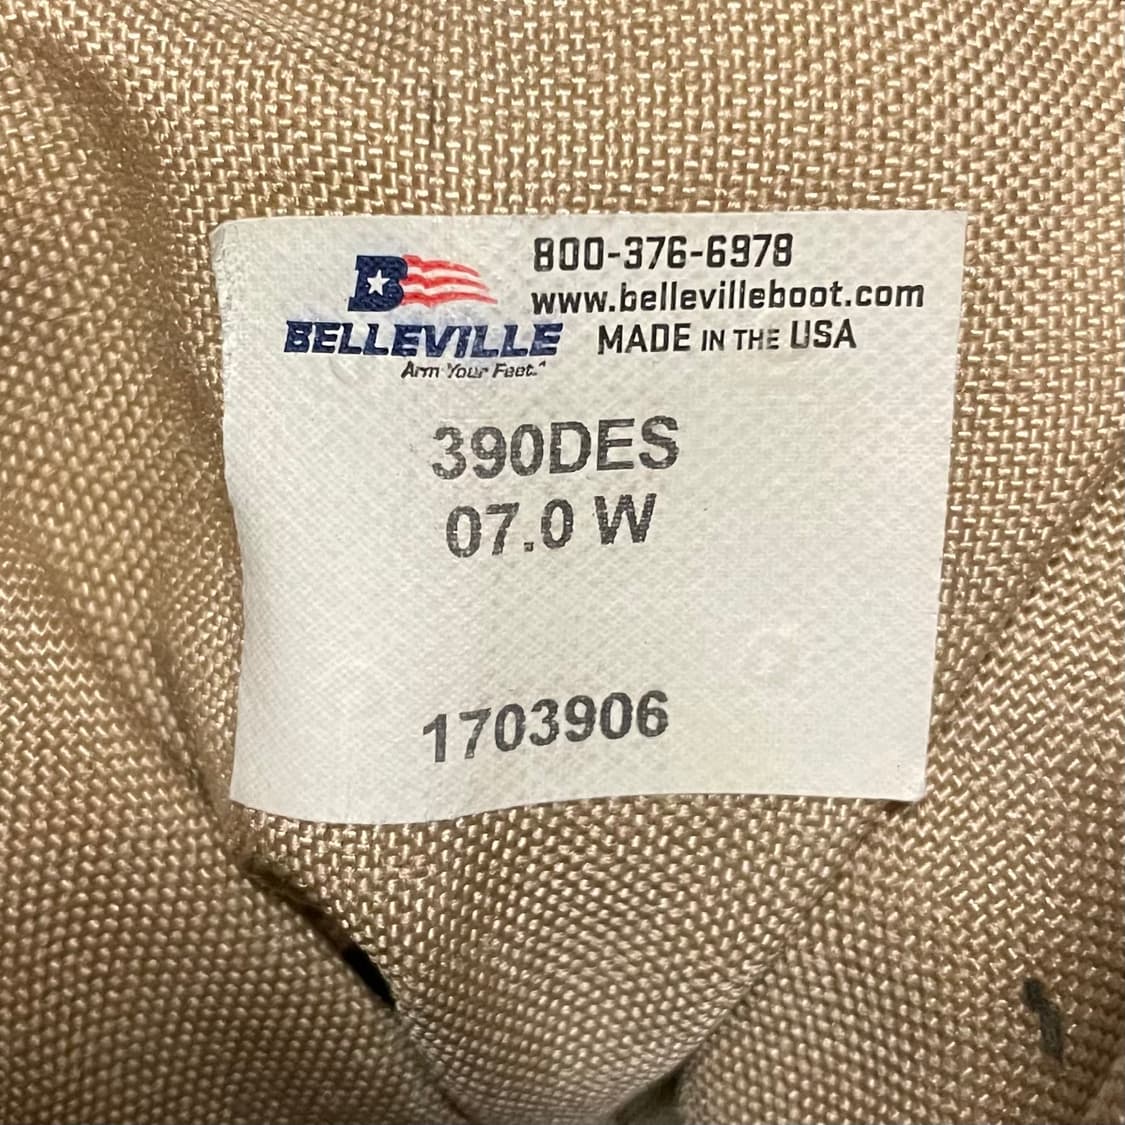 B
800-376-6978
www.bellevilleboot.com
BELLEVILLE MADE IN THE USA
Arm Your Feet.
390DES
07.0 W
1703906